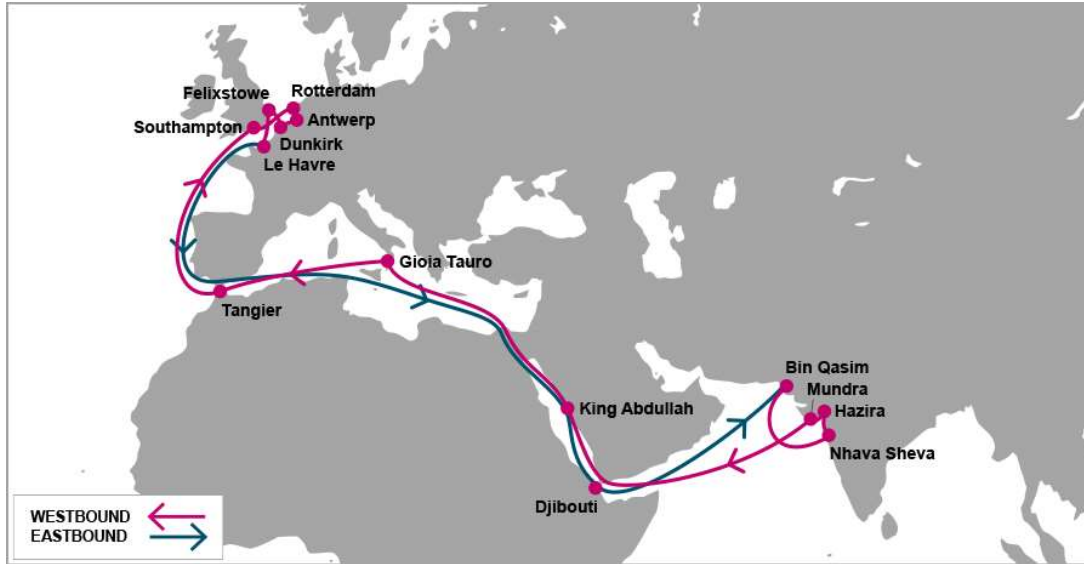 Felixstowe
Rotterdam
Southampton
Antwerp
Dunkirk
Le Havre
Gioia Tauro
Tangier
Bin Qasim
Mundra
King Abdullah
Hazira
Nhava Sheva
Djibouti
WESTBOUND
EASTBOUND